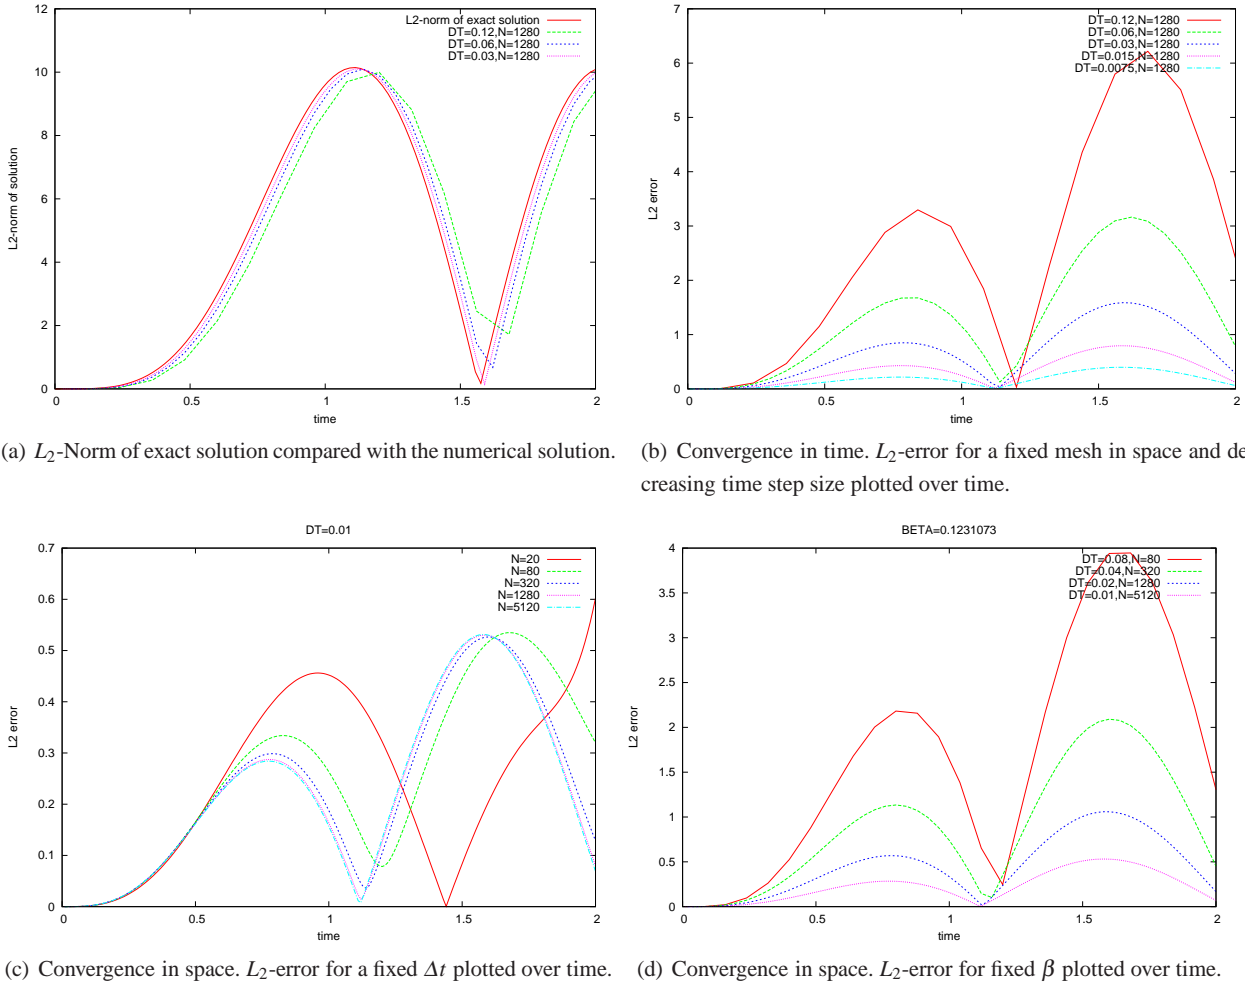 12
10
8
6
4
2
0
L2-norm of solution
L2-norm of exact solution
DT=0.12,N=1280
DT=0.06,N=1280
DT=0.03,N=1280
0
0.5
1
1.5
2
time
(a) L2-Norm of exact solution compared with the numerical solution.
7
6
5
4
3
2
1
0
L2 error
DT=0.12,N=1280
DT=0.06,N=1280
DT=0.03,N=1280
DT=0.015,N=1280
DT=0.0075,N=1280
0
0.5
1
1.5
2
time
(b) Convergence in time. L2-error for a fixed mesh in space and de
creasing time step size plotted over time.
DT=0.01
0.7
0.6
0.5
0.4
0.3
0.2
0.1
0
L2 error
N=20
N=80
N=320
N=1280
N=5120
0
0.5
1
1.5
2
time
(c) Convergence in space. L2-error for a fixed Δt plotted over time.
BETA=0.1231073
4
3.5
3
2.5
2
1.5
1
0.5
0
L2 error
DT=0.08,N=80
DT=0.04,N=320
DT=0.02,N=1280
DT=0.01,N=5120
0
0.5
1
1.5
2
time
(d) Convergence in space. L2-error for fixed β plotted over time.